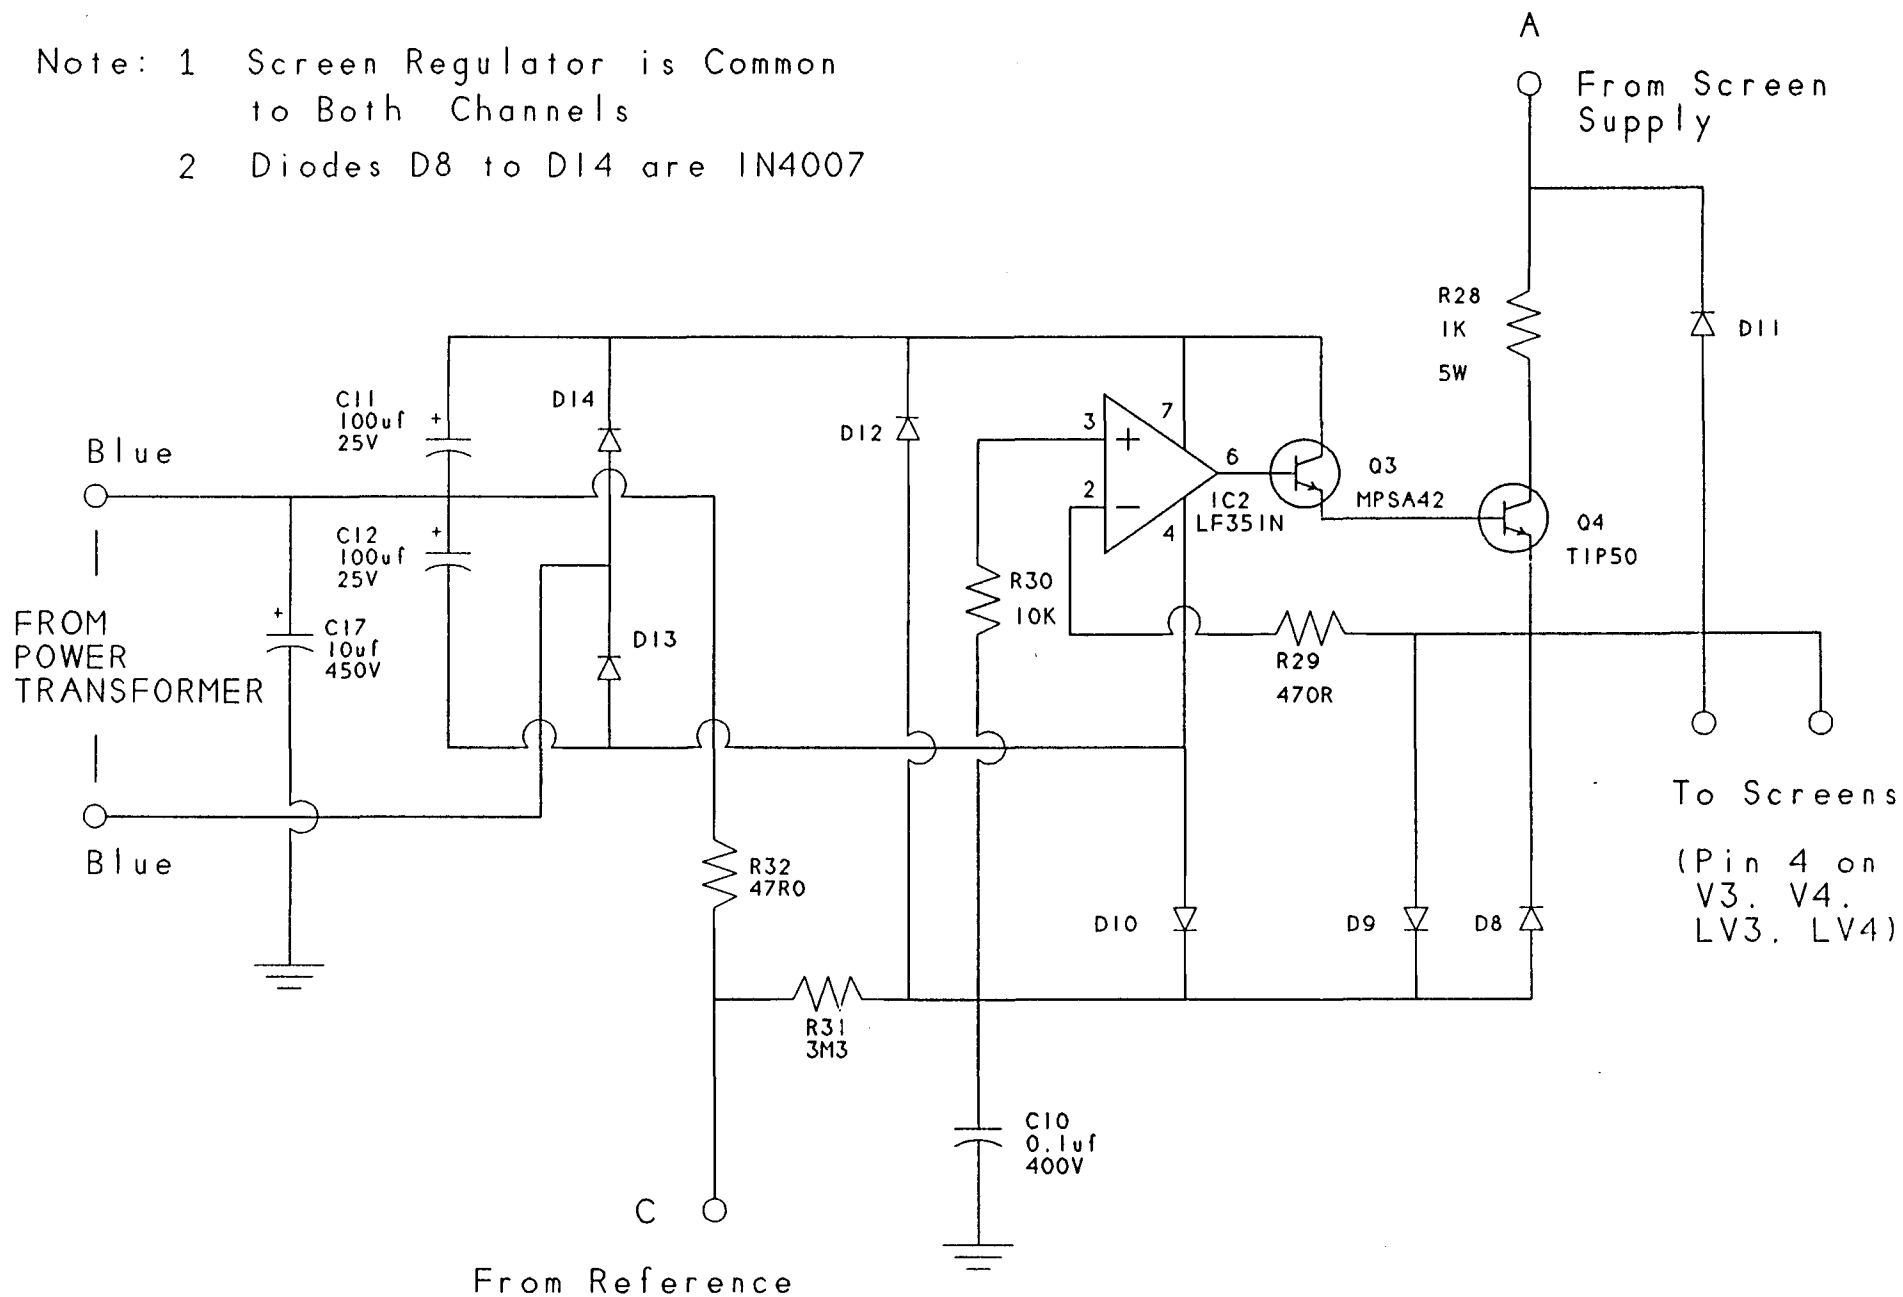 A
Note: 1 Screen Regulator is Common
to Both Channels
2 Diodes D8 to D14 are 1N4007
From Screen
Supply
R28
1K
5W
D11
C11
100uf
25V
+
D14
D12
3
+
7
6
2
−
4
IC2
LF351N
Q3
MPSA42
Q4
TIP50
Blue
C12
100uf
25V
+
FROM
POWER
TRANSFORMER
+
C17
10uf
450V
D13
R30
10K
R29
470R
Blue
R32
47R0
D10
D9
D8
To Screens
(Pin 4 on
V3. V4.
LV3. LV4)
R31
3M3
C10
0.1uf
400V
C
From Reference